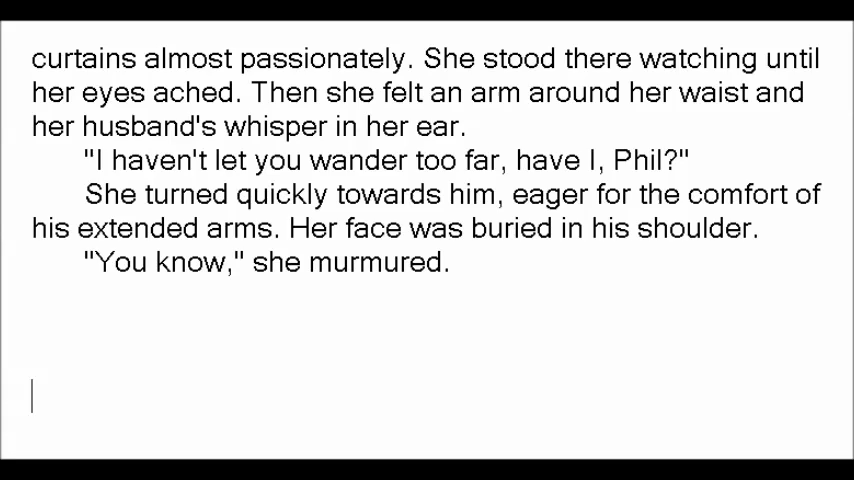 curtains almost passionately. She stood there watching until
her eyes ached. Then she felt an arm around her waist and
her husband's whisper in her ear.
"I haven't let you wander too far, have I, Phil?"
She turned quickly towards him, eager for the comfort of
his extended arms. Her face was buried in his shoulder.
"You know," she murmured.